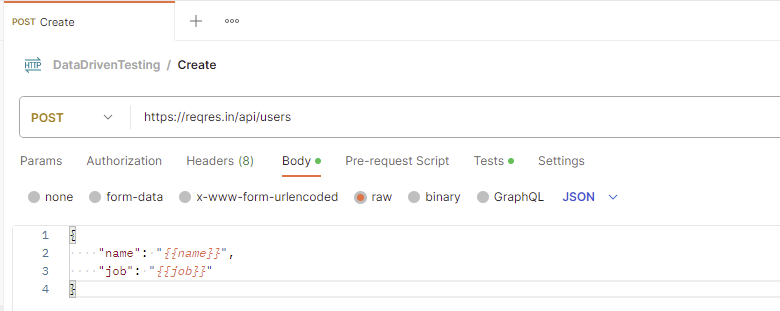 POST Create
HTTP DataDrivenTesting / Create
POST https://reqres.in/api/users
Params Authorization Headers (8) Body Pre-request Script Tests Settings
none form-data x-www-form-urlencoded raw binary GraphQL JSON
1 {
2 "name": "{{name}}",
3 "job": "{{job}}"
4 }